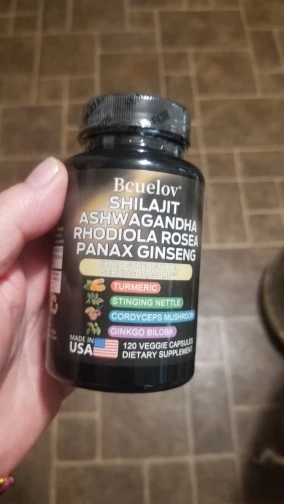 Bcuelov
SHILAJIT
ASHWAGANDHA
RHODIOLA ROSEA
PANAX GINSENG
TURMERIC
STINGING NETTLE
CORDYCEPS MUSHROOM
GINKGO BILOBA
MADE IN
USA
120 VEGGIE CAPSULES
DIETARY SUPPLEMENT